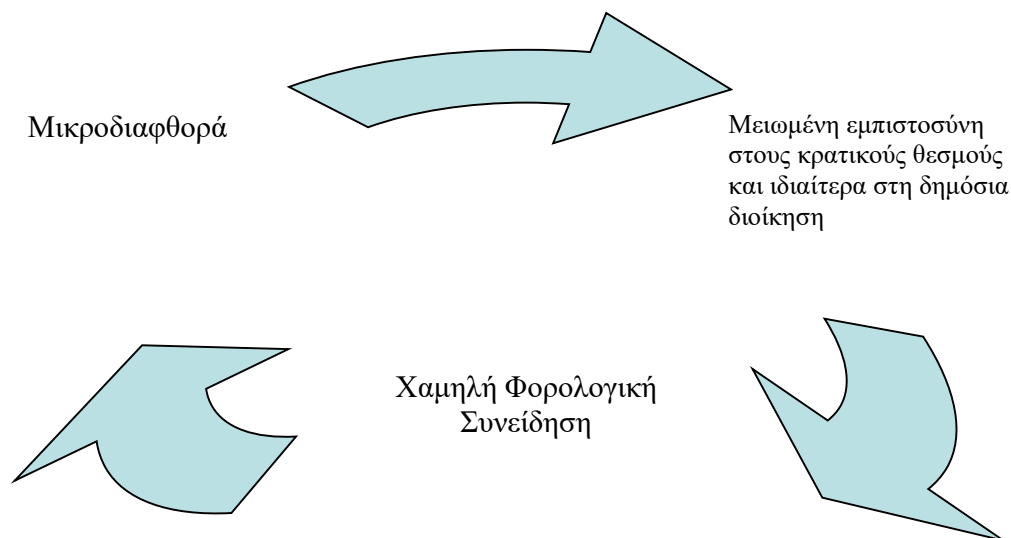 Μικροδιαφθορά
Μειωμένη εμπιστοσύνη
στους κρατικούς θεσμούς
και ιδιαίτερα στη δημόσια
διοίκηση
Χαμηλή Φορολογική
Συνείδηση